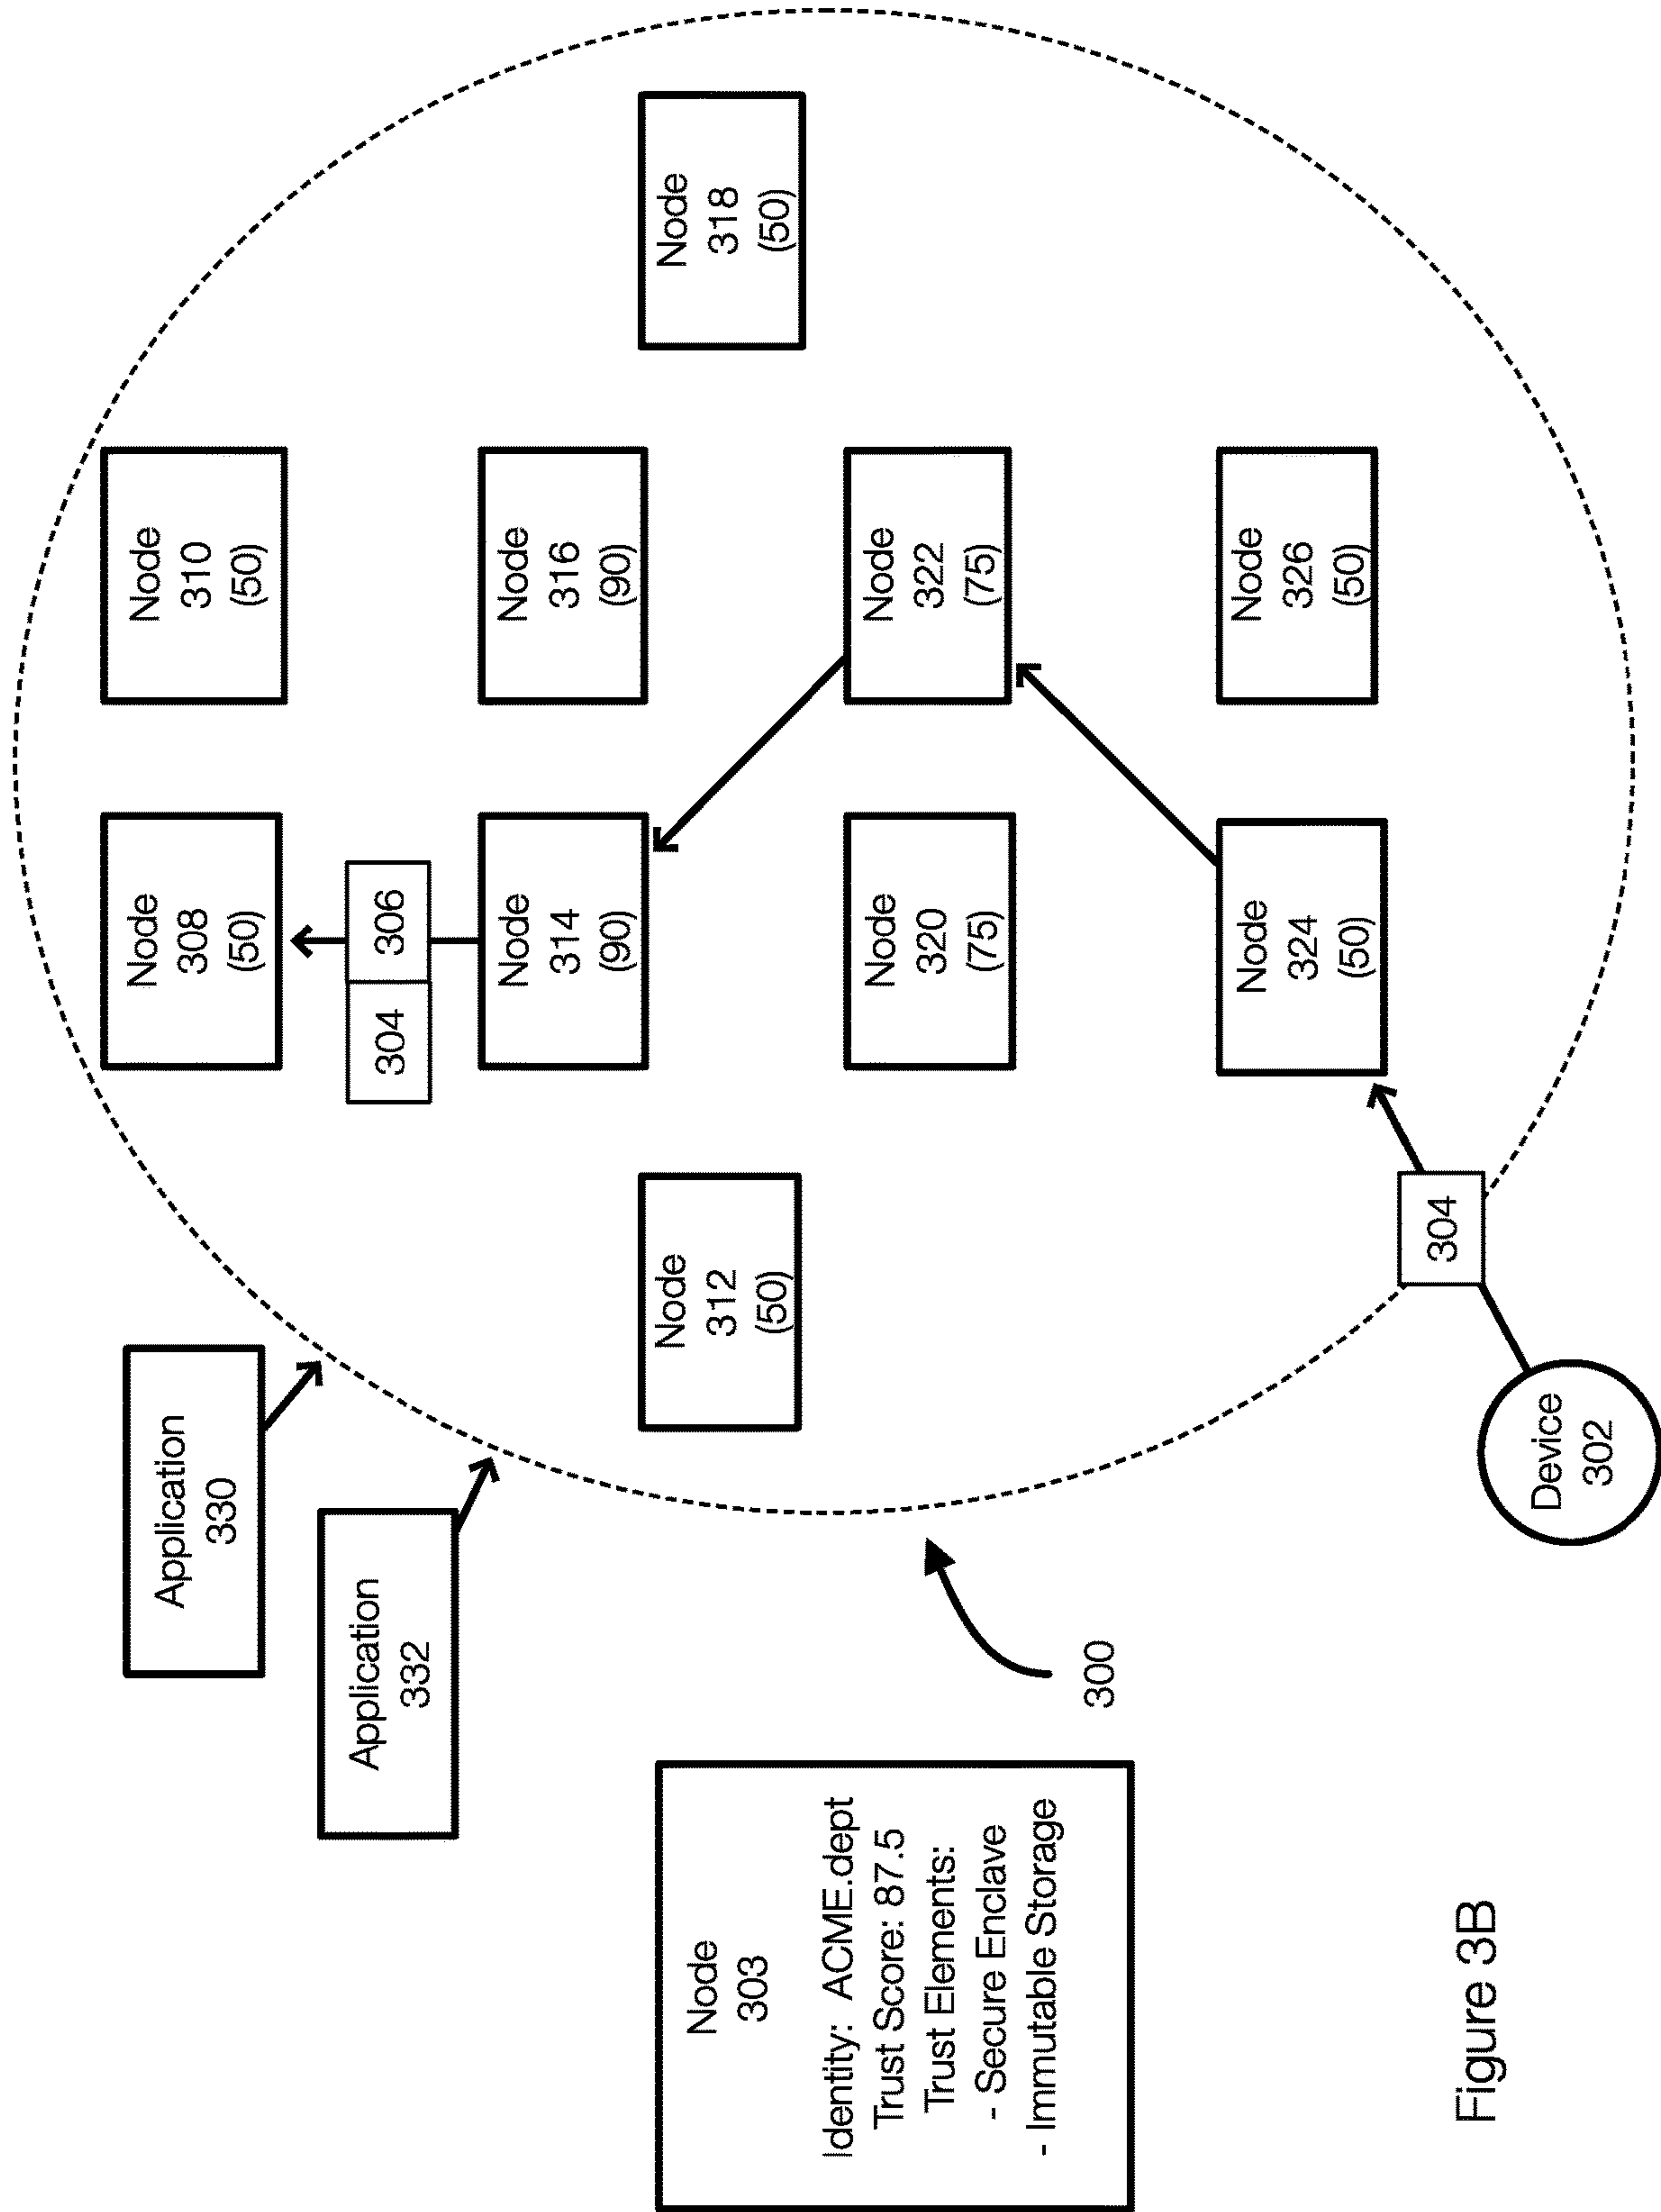 Application
330
Node
308
(50)
Node
310
(50)
Application
332
304
306
Node
314
(90)
Node
316
(90)
Node
312
(50)
Node
318
(50)
Node
303
Identity: ACME.dept
Trust Score: 87.5
Trust Elements:
- Secure Enclave
- Immutable Storage
Node
320
(75)
Node
322
(75)
300
Node
324
(50)
Node
326
(50)
304
Device
302
Figure 3B